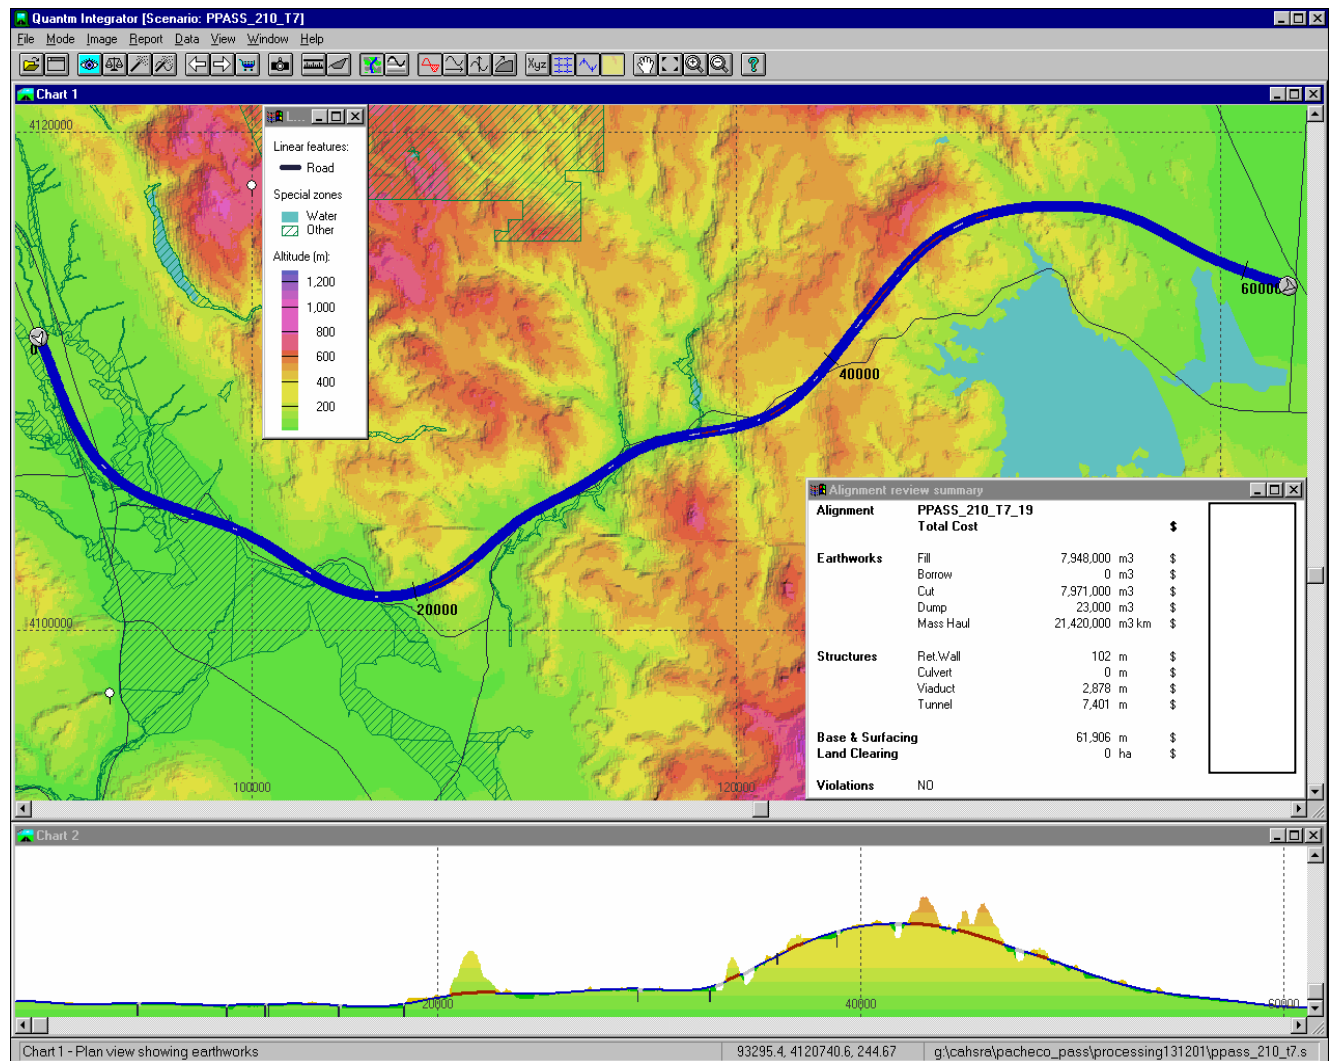 Quantm Integrator [Scenario: PPASS_210_T7]
File Mode Image Report Data View Window Help
Xyz
?
Chart 1
4120000
L...
Linear features:
Road
Special zones
Water
Other
Altitude (m):
1,200
1,000
800
600
400
200
0
60000
40000
20000
4100000
100000
120000
Alignment review summary
Alignment PPASS_210_T7_19
Total Cost $
Earthworks Fill 7,948,000 m3 $
Borrow 0 m3 $
Cut 7,971,000 m3 $
Dump 23,000 m3 $
Mass Haul 21,420,000 m3 km $
Structures Ret.Wall 102 m $
Culvert 0 m $
Viaduct 2,878 m $
Tunnel 7,401 m $
Base & Surfacing 61,906 m $
Land Clearing 0 ha $
Violations NO
Chart 2
20000
40000
60000
Chart 1 - Plan view showing earthworks
93295.4, 4120740.6, 244.67
g:\cahsra\pacheco_pass\processing131201\ppass_210_t7.s